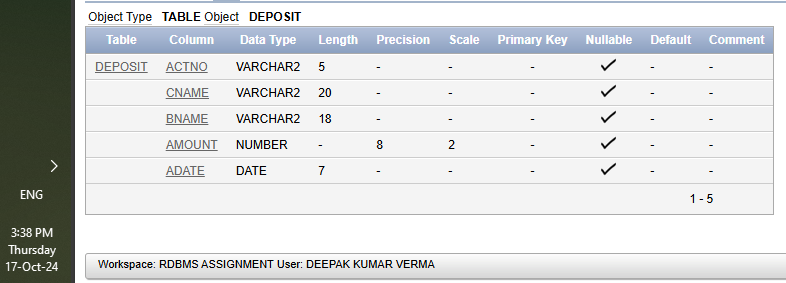 Object Type TABLE Object DEPOSIT
Table Column Data Type Length Precision Scale Primary Key Nullable Default Comment
DEPOSIT ACTNO VARCHAR2 5 - - - ✓ - -
CNAME VARCHAR2 20 - - - ✓ - -
BNAME VARCHAR2 18 - - - ✓ - -
AMOUNT NUMBER - 8 2 - ✓ - -
ADATE DATE 7 - - - ✓ - -
1 - 5
ENG
3:38 PM
Thursday
17-Oct-24
Workspace: RDBMS ASSIGNMENT User: DEEPAK KUMAR VERMA